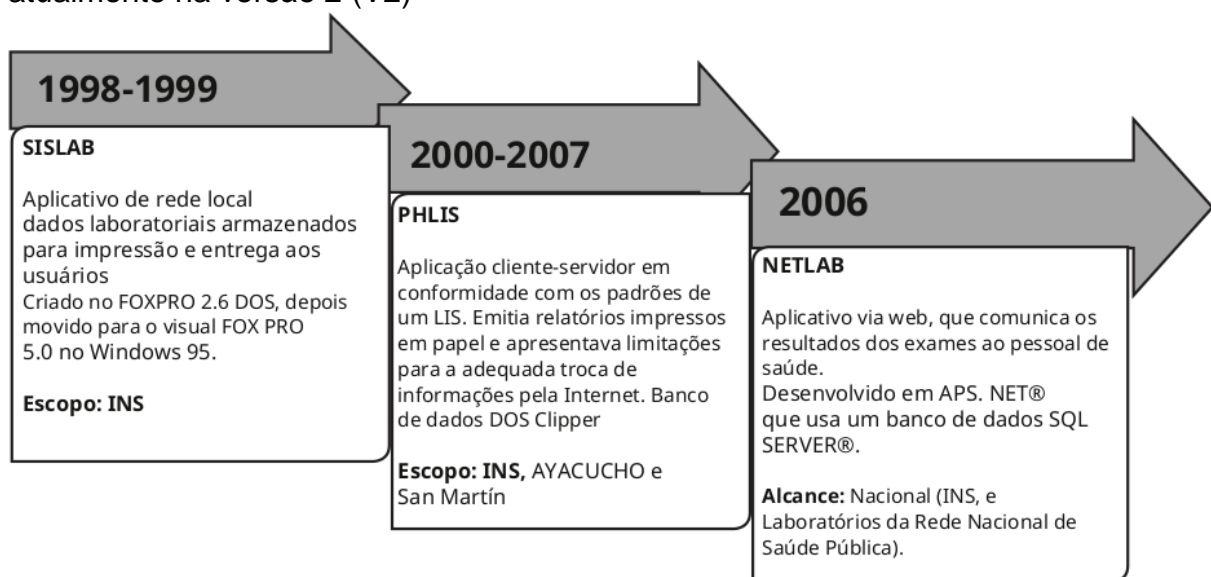 atualmente na versão 2 (V2)
1998-1999
SISLAB
Aplicativo de rede local
dados laboratoriais armazenados
para impressão e entrega aos
usuários
Criado no FOXPRO 2.6 DOS, depois
movido para o visual FOX PRO
5.0 no Windows 95.
Escopo: INS
2000-2007
PHLIS
Aplicação cliente-servidor em
conformidade com os padrões de
um LIS. Emitia relatórios impressos
em papel e apresentava limitações
para a adequada troca de
informações pela Internet. Banco
de dados DOS Clipper
Escopo: INS, AYACUCHO e
San Martín
2006
NETLAB
Aplicativo via web, que comunica os
resultados dos exames ao pessoal de
saúde.
Desenvolvido em APS. NET®
que usa um banco de dados SQL
SERVER®.
Alcance: Nacional (INS, e
Laboratórios da Rede Nacional de
Saúde Pública).